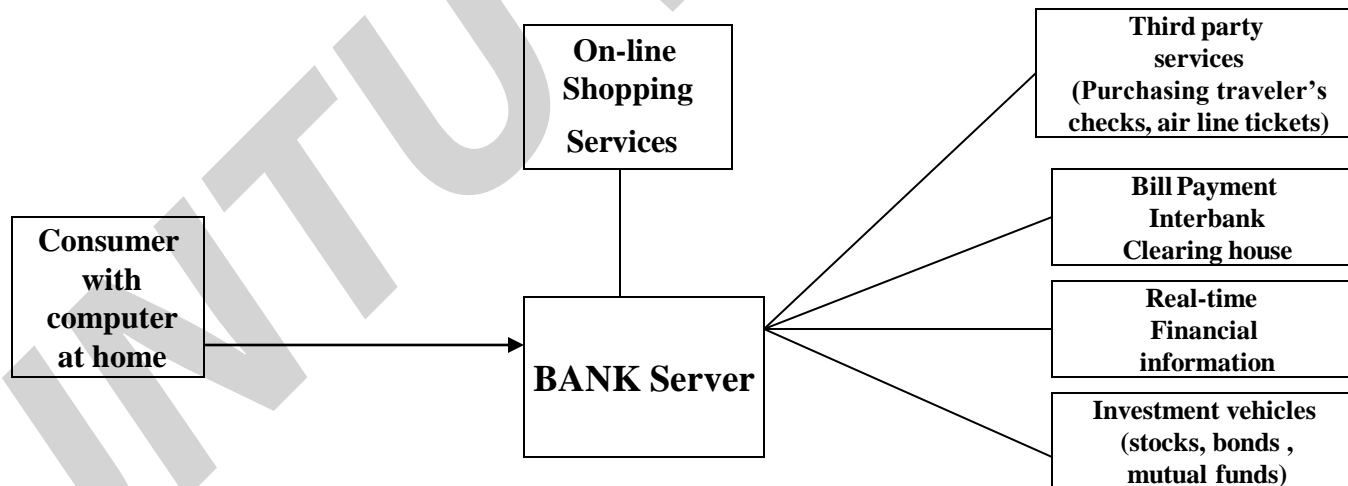 On-line
Shopping
Services
Third party
services
(Purchasing traveler’s
checks, air line tickets)
Bill Payment
Interbank
Clearing house
Consumer
with
computer
at home
BANK Server
Real-time
Financial
information
Investment vehicles
(stocks, bonds ,
mutual funds)
INTU